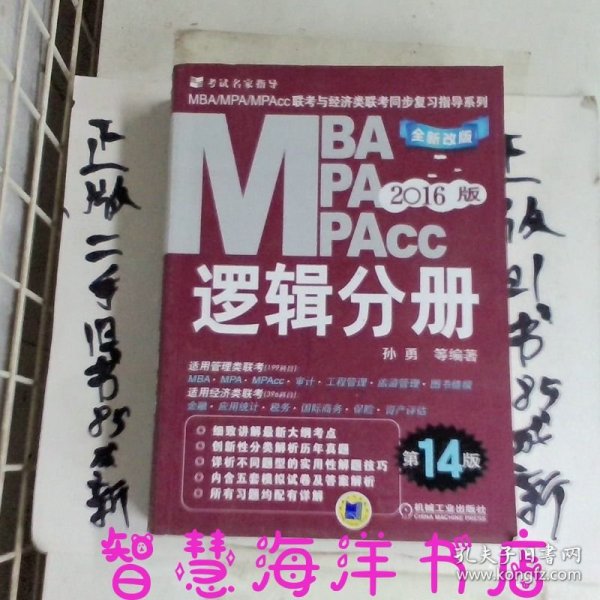 考试名家指导
MBA/MPA/MPAcc联考与经济类联考同步复习指导系列
全新改版
MBA
MPA
MPAcc
2016版
逻辑分册
孙勇 等编著
适用管理类联考(199科目)
MBA·MPA·MPAcc·审计·工程管理·旅游管理·图书情报
适用经济类联考(396科目)
金融·应用统计·税务·国际商务·保险·资产评估
细致讲解最新大纲考点
创新性分类解析历年真题
详析不同题型的实用性解题技巧
内含五套模拟试卷及答案解析
所有习题均配有详解
第14版
机械工业出版社
CHINA MACHINE PRESS
正版二手旧书85成新
正版旧书85成新
智慧海洋书店
孔夫子旧书网
www.kongfz.com